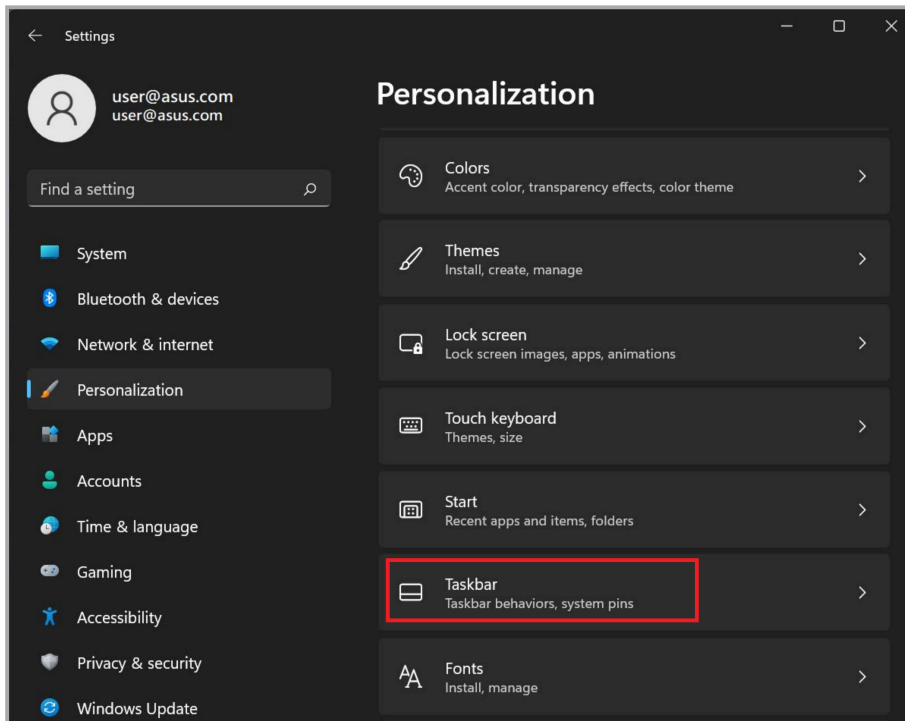 Settings
user@asus.com
user@asus.com
Find a setting
System
Bluetooth & devices
Network & internet
Personalization
Apps
Accounts
Time & language
Gaming
Accessibility
Privacy & security
Windows Update
Personalization
Colors
Accent color, transparency effects, color theme
Themes
Install, create, manage
Lock screen
Lock screen images, apps, animations
Touch keyboard
Themes, size
Start
Recent apps and items, folders
Taskbar
Taskbar behaviors, system pins
Fonts
Install, manage